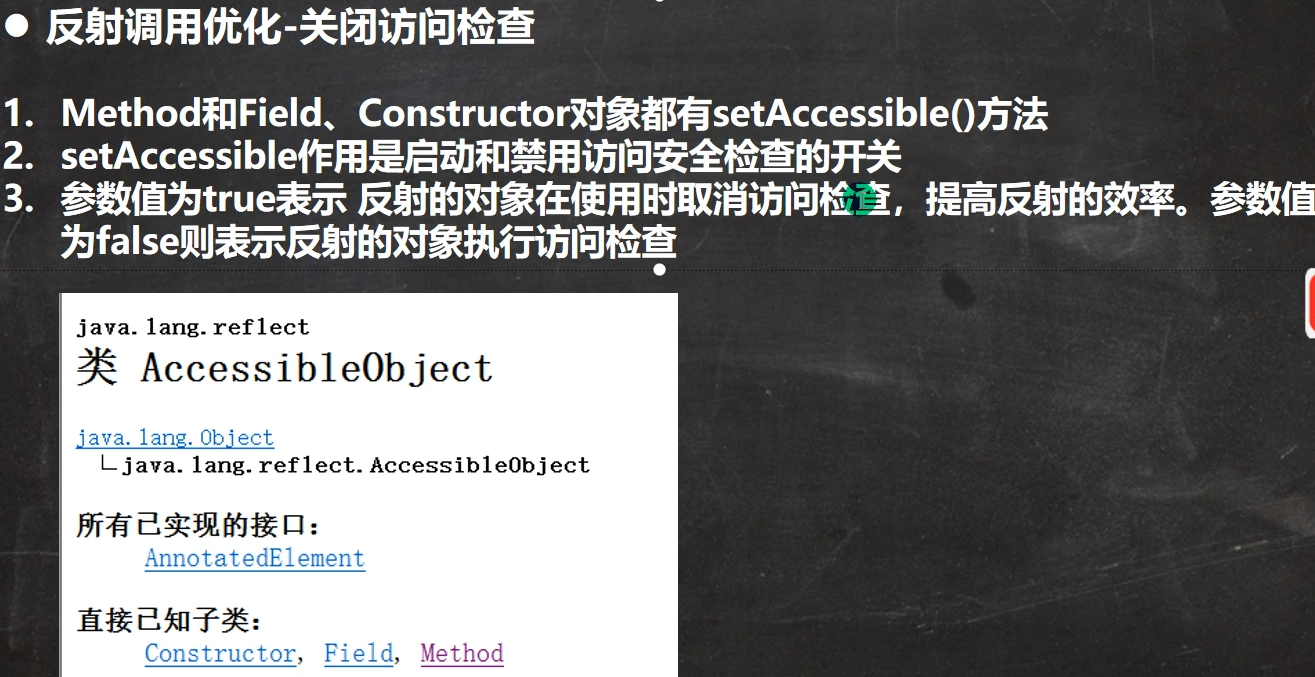 ● 反射调用优化-关闭访问检查
1. Method和Field、Constructor对象都有setAccessible()方法
2. setAccessible作用是启动和禁用访问安全检查的开关
3. 参数值为true表示 反射的对象在使用时取消访问检查，提高反射的效率。参数值
为false则表示反射的对象执行访问检查
java.lang.reflect
类 AccessibleObject
java.lang.Object
└java.lang.reflect.AccessibleObject
所有已实现的接口：
AnnotatedElement
直接已知子类：
Constructor, Field, Method